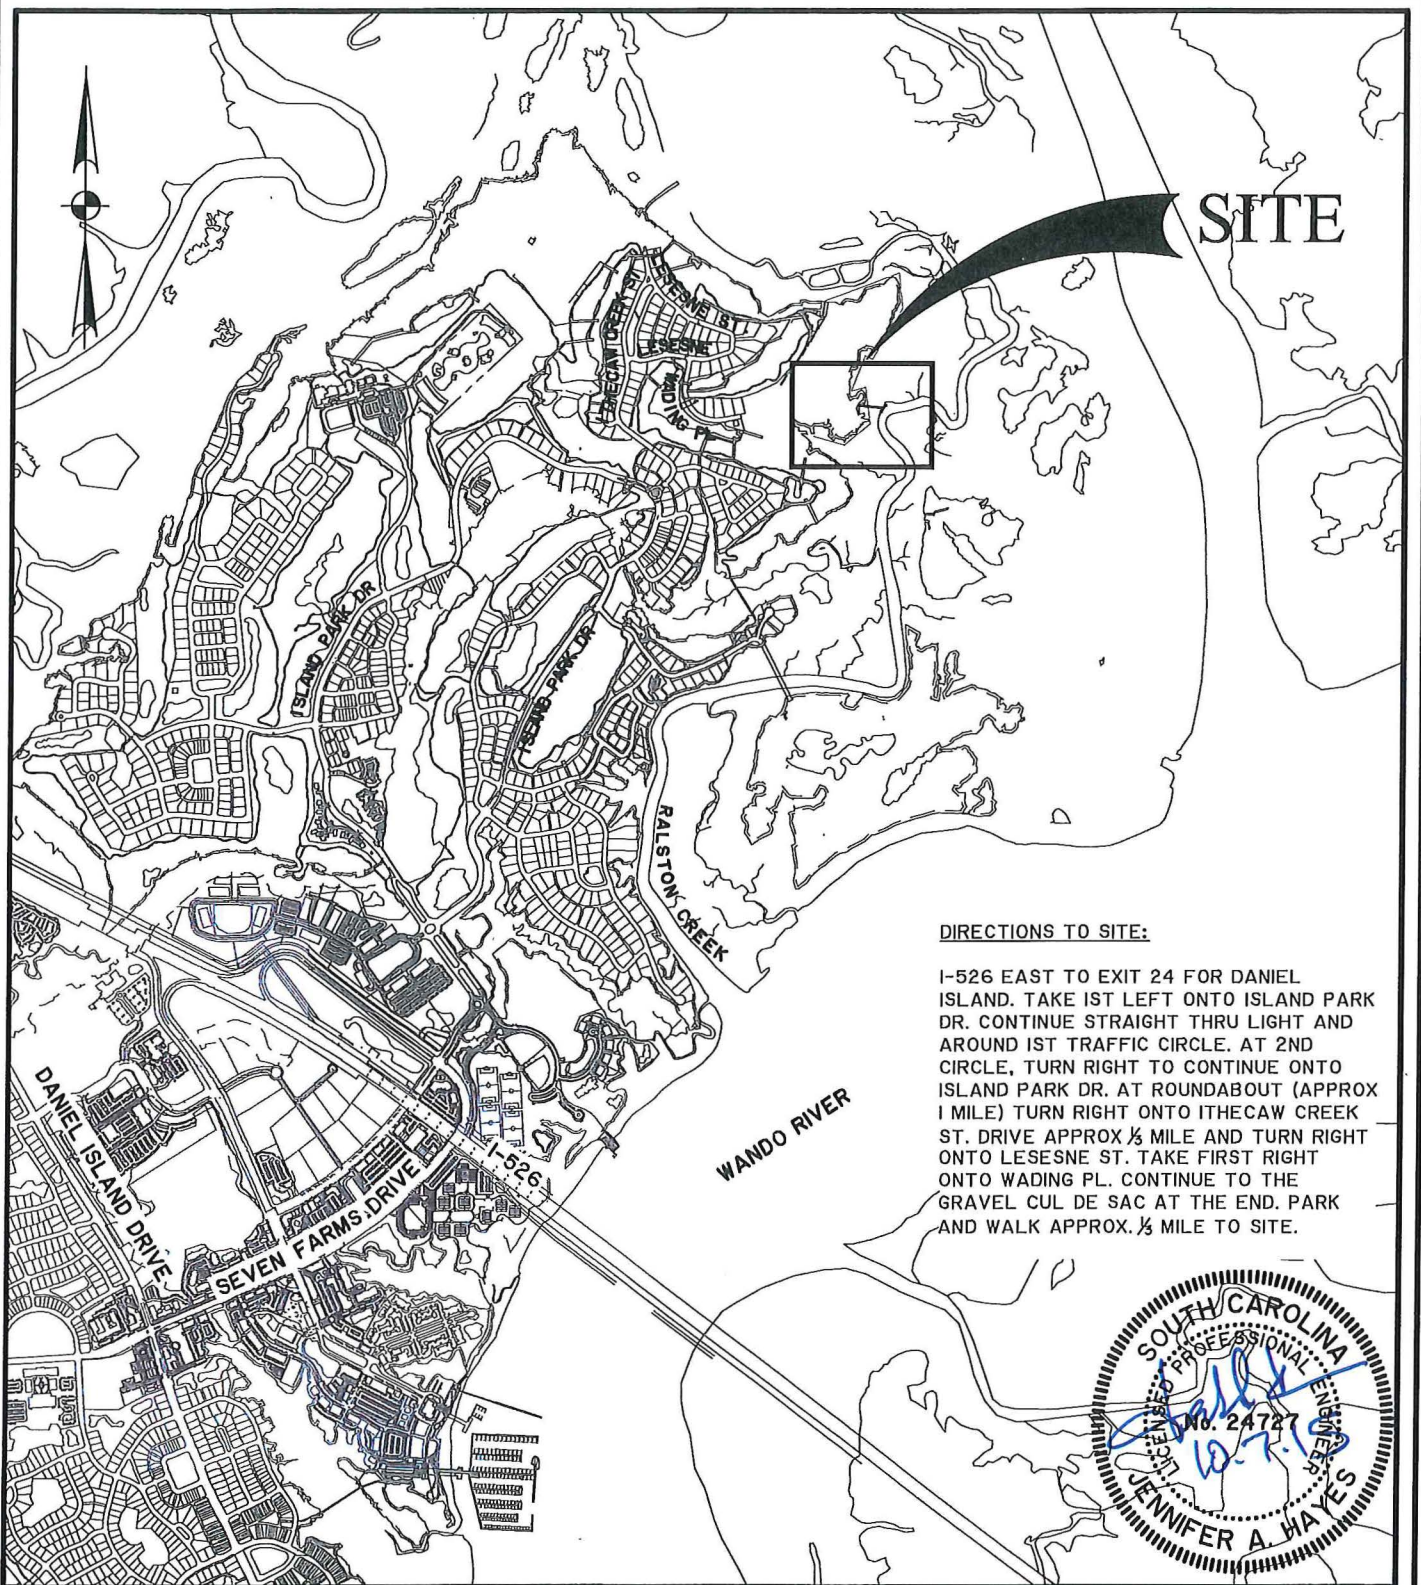 SITE
LESESNE ST
ITHECAW CREEK ST
LESESNE
WADING PL
ISLAND PARK DR
ISLAND PARK DR
RALSTON CREEK
DIRECTIONS TO SITE:
I-526 EAST TO EXIT 24 FOR DANIEL
ISLAND. TAKE 1ST LEFT ONTO ISLAND PARK
DR. CONTINUE STRAIGHT THRU LIGHT AND
AROUND 1ST TRAFFIC CIRCLE. AT 2ND
CIRCLE, TURN RIGHT TO CONTINUE ONTO
ISLAND PARK DR. AT ROUNDABOUT (APPROX
1 MILE) TURN RIGHT ONTO ITHECAW CREEK
ST. DRIVE APPROX ⅓ MILE AND TURN RIGHT
ONTO LESESNE ST. TAKE FIRST RIGHT
ONTO WADING PL. CONTINUE TO THE
GRAVEL CUL DE SAC AT THE END. PARK
AND WALK APPROX. ⅓ MILE TO SITE.
WANDO RIVER
DANIEL ISLAND DRIVE
I-526
SEVEN FARMS DRIVE
SOUTH CAROLINA
LICENSED PROFESSIONAL ENGINEER
No. 24727
10.7.15
JENNIFER A. HAYES